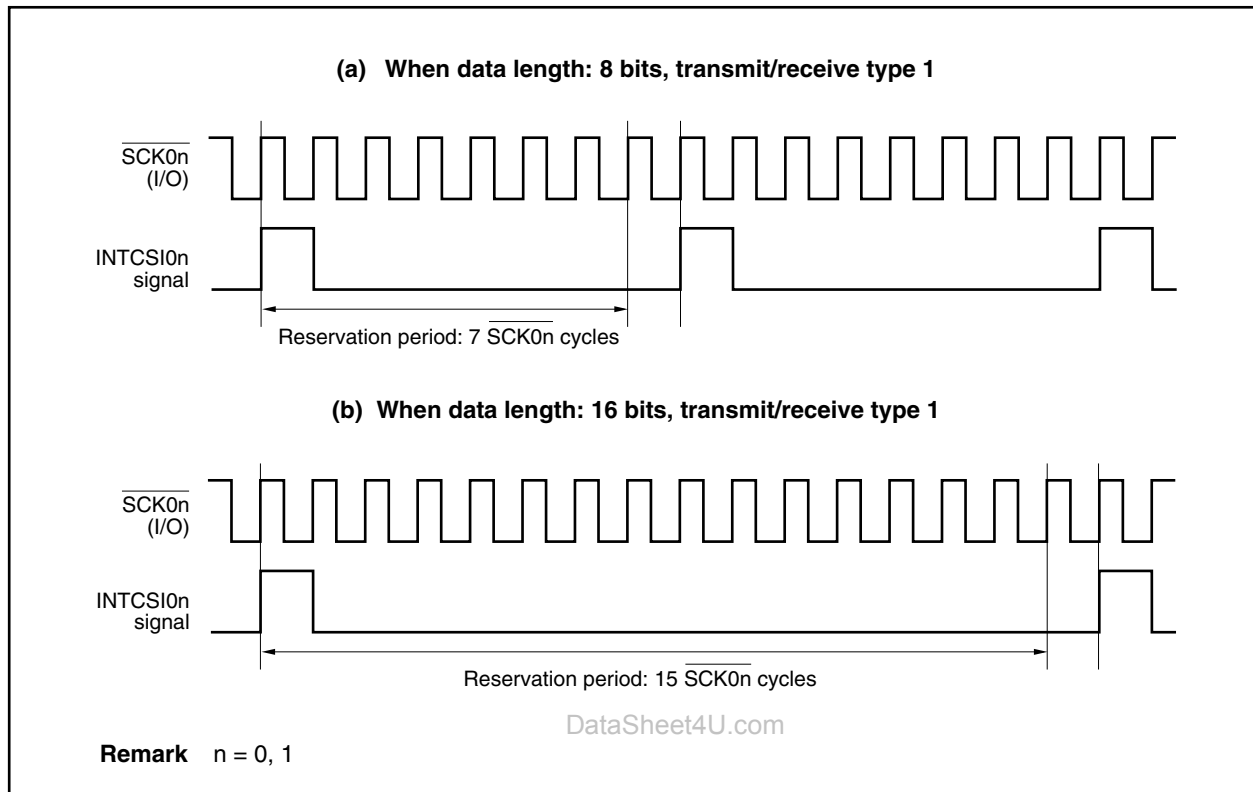 (a) When data length: 8 bits, transmit/receive type 1
SCK0n
(I/O)
INTCSI0n
signal
Reservation period: 7 SCK0n cycles
(b) When data length: 16 bits, transmit/receive type 1
SCK0n
(I/O)
INTCSI0n
signal
Reservation period: 15 SCK0n cycles
DataSheet4U.com
Remark n = 0, 1